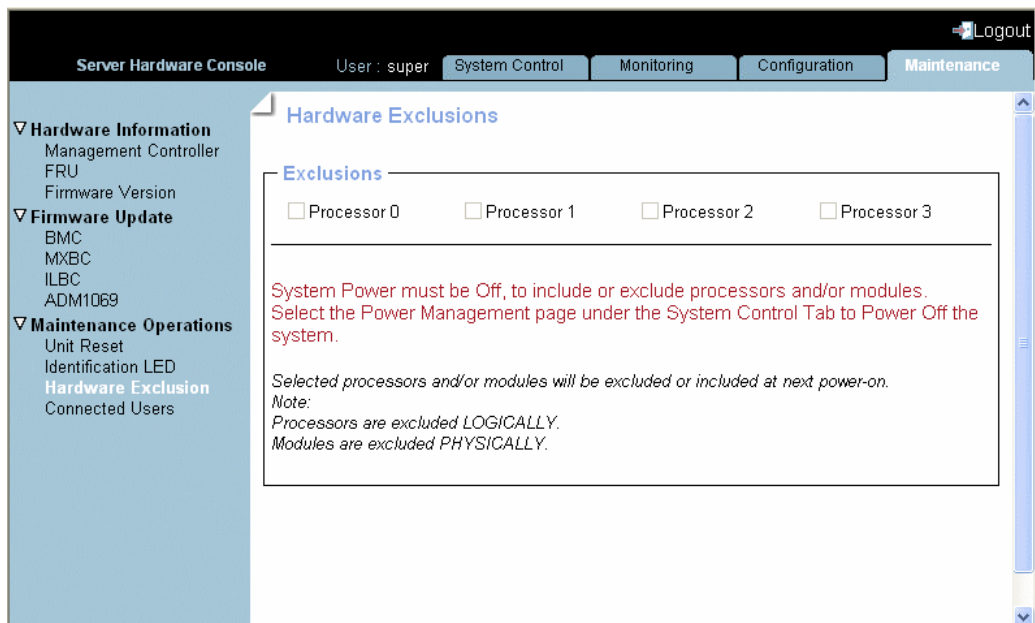 Logout
Server Hardware Console
User : super
System Control
Monitoring
Configuration
Maintenance
Hardware Information
Management Controller
FRU
Firmware Version
Firmware Update
BMC
MXBC
ILBC
ADM1069
Maintenance Operations
Unit Reset
Identification LED
Hardware Exclusion
Connected Users
Hardware Exclusions
Exclusions
Processor 0
Processor 1
Processor 2
Processor 3
System Power must be Off, to include or exclude processors and/or modules.
Select the Power Management page under the System Control Tab to Power Off the
system.
Selected processors and/or modules will be excluded or included at next power-on.
Note:
Processors are excluded LOGICALLY.
Modules are excluded PHYSICALLY.